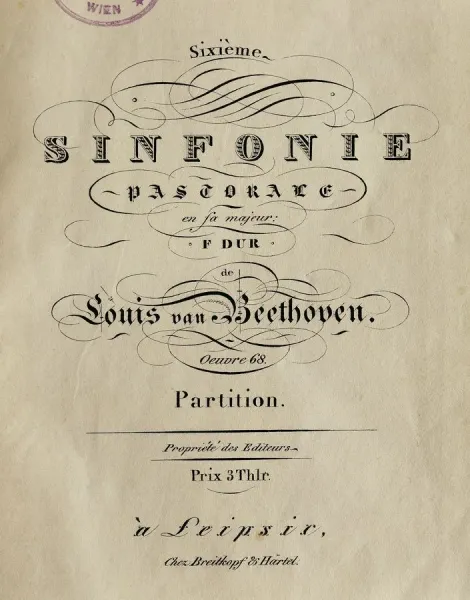 WIEN
Sixième
SINFONIE
PASTORALE
en fa majeur:
F DUR
de
Louis van Beethoven.
Oeuvre 68.
Partition.
Propriété des Editeurs
Prix 3 Thlr.
à Leipsic,
Chez Breitkopf & Härtel.